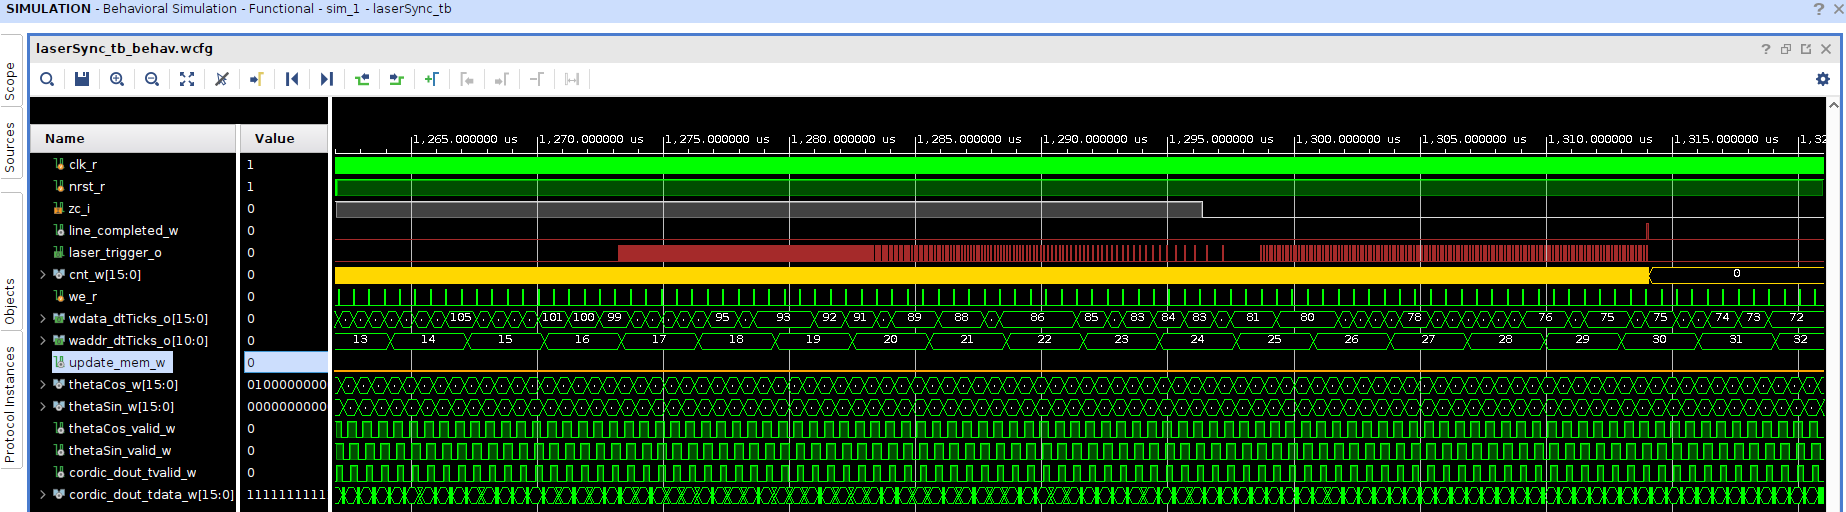 SIMULATION - Behavioral Simulation - Functional - sim_1 - laserSync_tb
laserSync_tb_behav.wcfg
Scope
Sources
Objects
Protocol Instances
Name Value
1,265.000000 us 1,270.000000 us 1,275.000000 us 1,280.000000 us 1,285.000000 us 1,290.000000 us 1,295.000000 us 1,300.000000 us 1,305.000000 us 1,310.000000 us 1,315.000000 us 1,32
clk_r 1
nrst_r 1
zc_i 0
line_completed_w 0
laser_trigger_o 0
cnt_w[15:0] 0 0
we_r 0
wdata_dtTicks_o[15:0] 0 105 101 100 99 95 93 92 91 88 86 85 83 84 83 81 80 78 76 75 75 74 73 72
waddr_dtTicks_o[10:0] 0 13 14 15 16 17 18 19 20 21 22 23 24 25 26 27 28 29 30 31 32
update_mem_w 0
thetaCos_w[15:0] 0100000000
thetaSin_w[15:0] 0000000000
thetaCos_valid_w 0
thetaSin_valid_w 0
cordic_dout_tvalid_w 0
cordic_dout_tdata_w[15:0] 1111111111